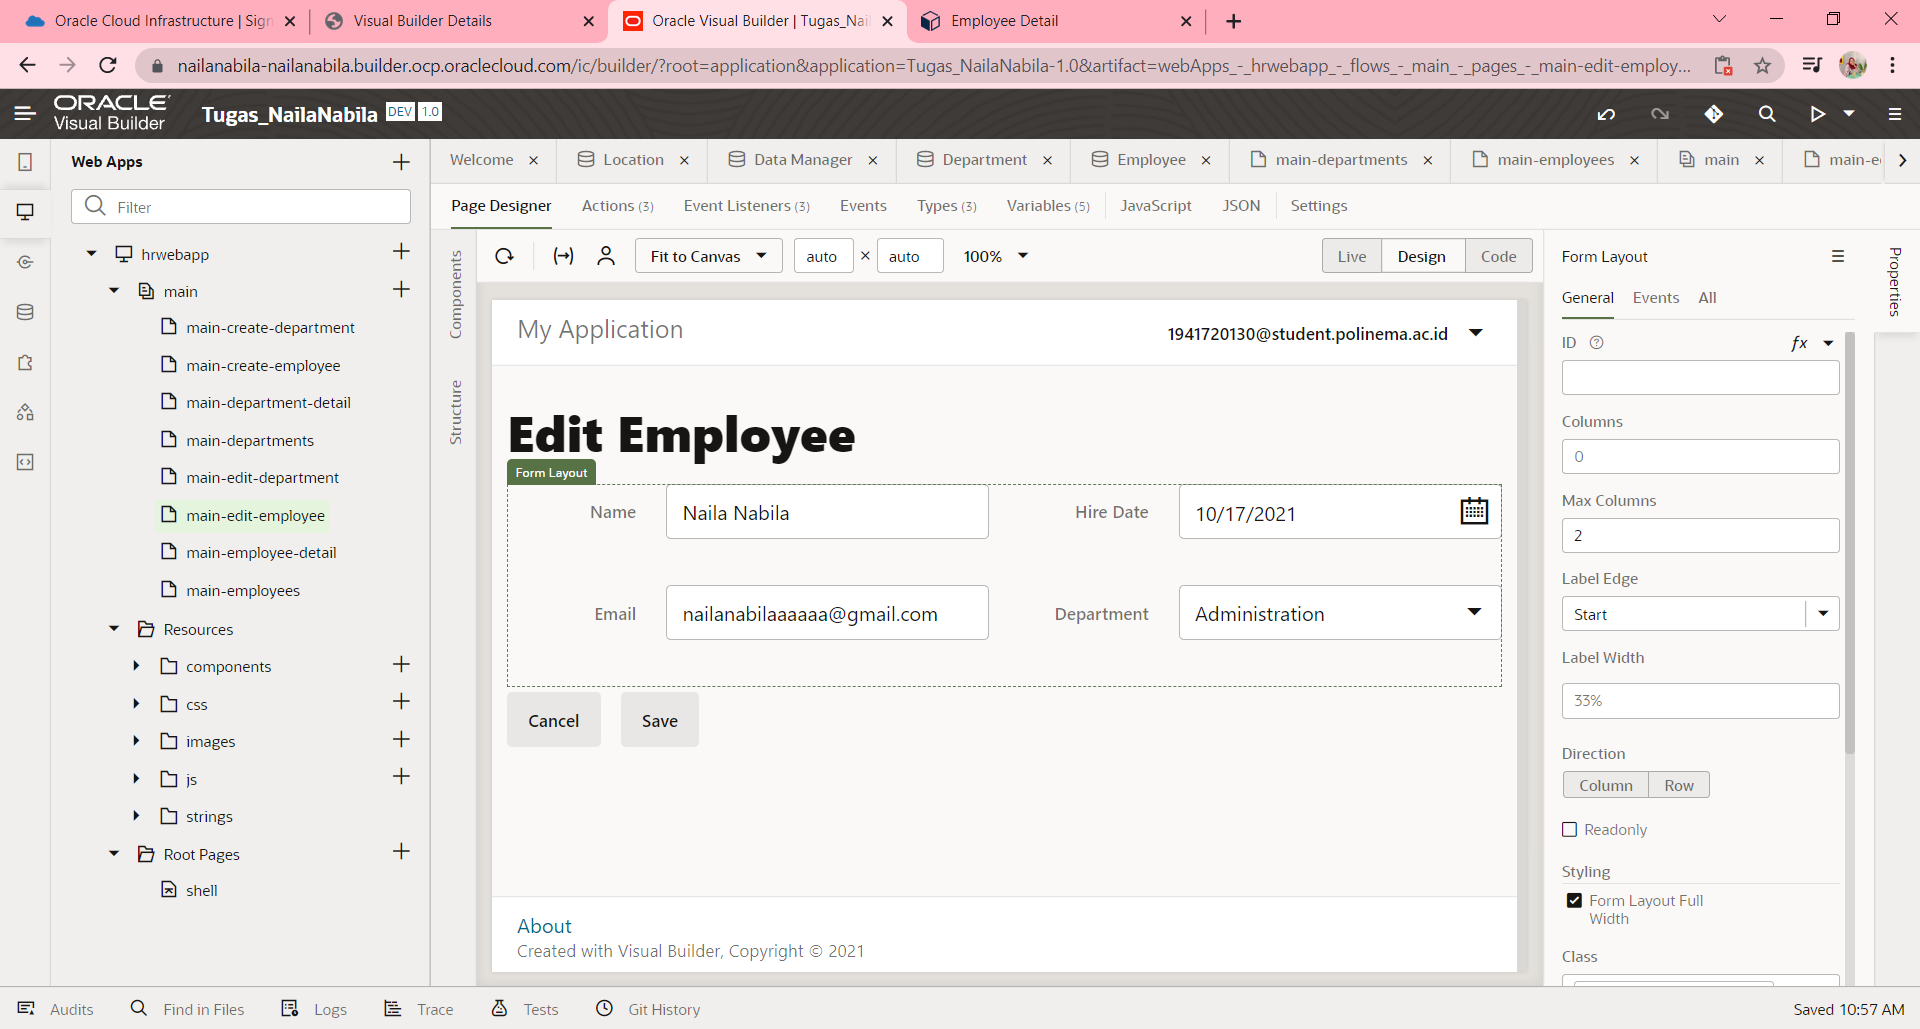 Oracle Cloud Infrastructure | Sign
Visual Builder Details
Oracle Visual Builder | Tugas_Nail
Employee Detail
nailanabila-nailanabila.builder.ocp.oraclecloud.com/ic/builder/?root=application&application=Tugas_NailaNabila-1.0&artifact=webApps_-_hrwebapp_-_flows_-_main_-_pages_-_main-edit-employ...
ORACLE
Visual Builder
Tugas_NailaNabila DEV 1.0
Web Apps
Filter
hrwebapp
main
main-create-department
main-create-employee
main-department-detail
main-departments
main-edit-department
main-edit-employee
main-employee-detail
main-employees
Resources
components
css
images
js
strings
Root Pages
shell
Welcome
Location
Data Manager
Department
Employee
main-departments
main-employees
main
main-e
Page Designer
Actions (3)
Event Listeners (3)
Events
Types (3)
Variables (5)
JavaScript
JSON
Settings
Components
Structure
Fit to Canvas
auto × auto
100%
Live
Design
Code
My Application
1941720130@student.polinema.ac.id
Edit Employee
Form Layout
Name
Naila Nabila
Hire Date
10/17/2021
Email
nailanabilaaaaaa@gmail.com
Department
Administration
Cancel
Save
About
Created with Visual Builder, Copyright © 2021
Form Layout
General
Events
All
Properties
ID
fx
Columns
0
Max Columns
2
Label Edge
Start
Label Width
33%
Direction
Column
Row
Readonly
Styling
Form Layout Full
Width
Class
Audits
Find in Files
Logs
Trace
Tests
Git History
Saved 10:57 AM